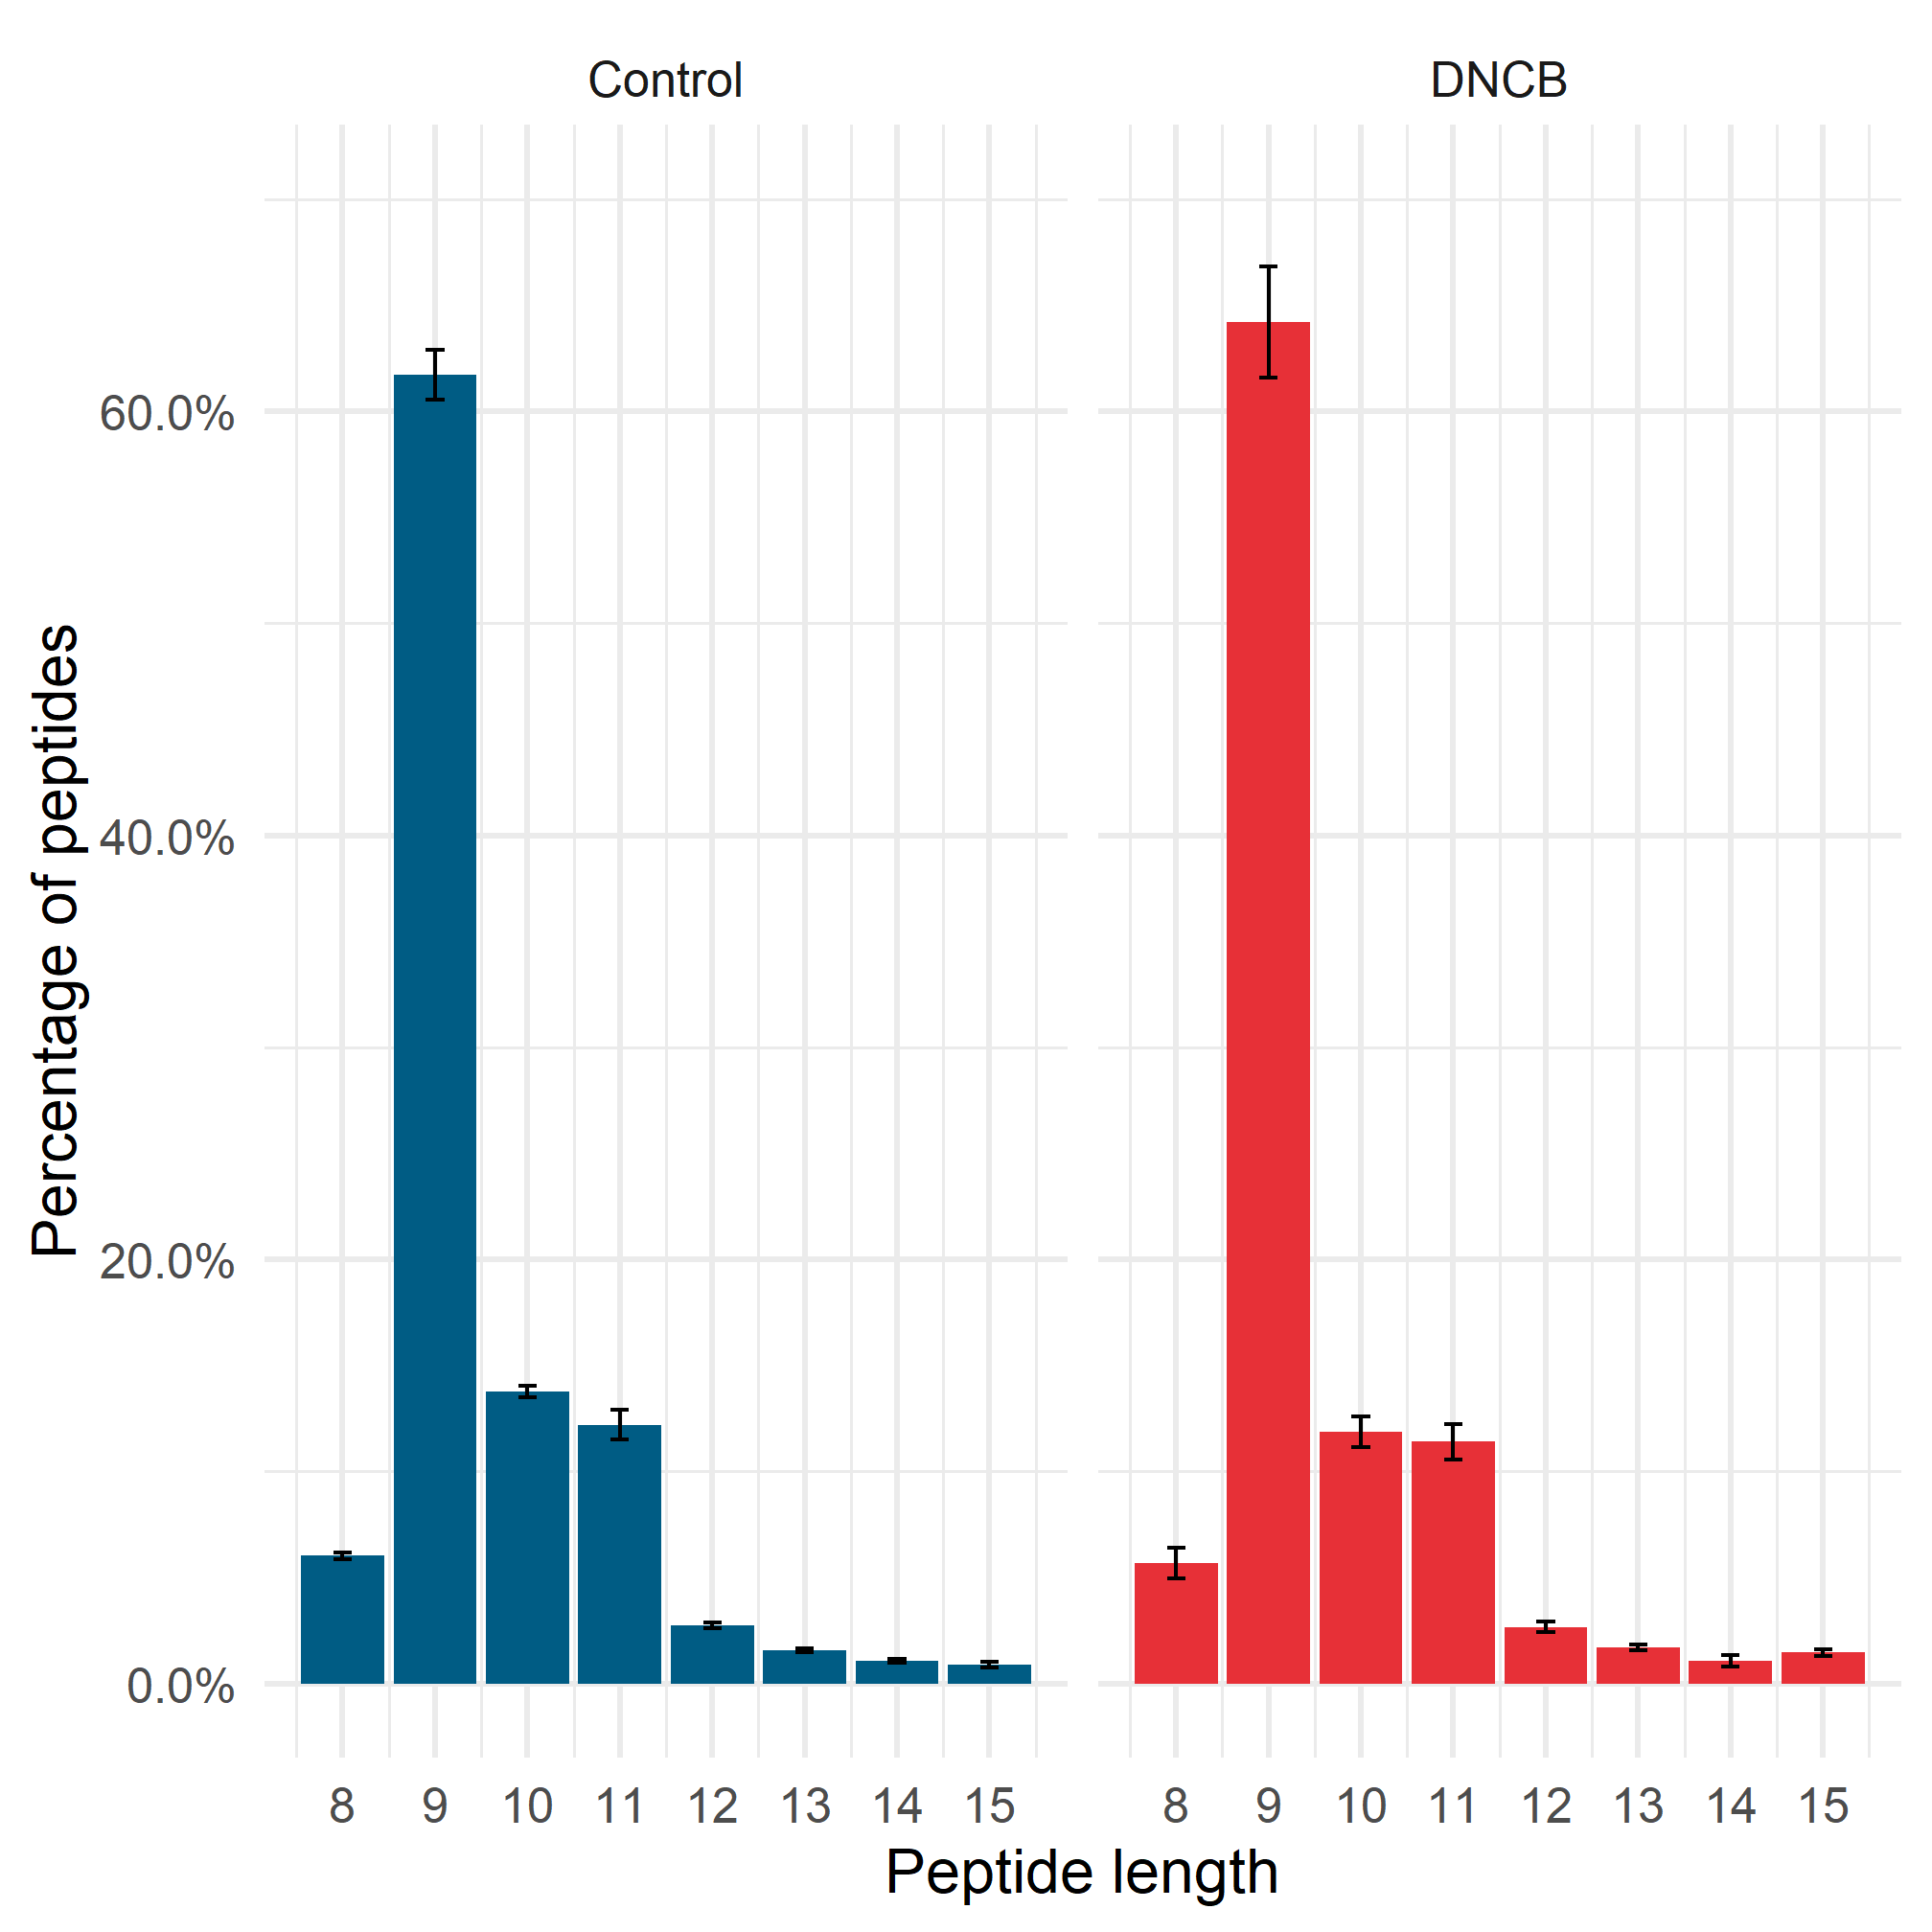 Control
DNCB
Percentage of peptides
60.0%
40.0%
20.0%
0.0%
8 9 10 11 12 13 14 15
8 9 10 11 12 13 14 15
Peptide length